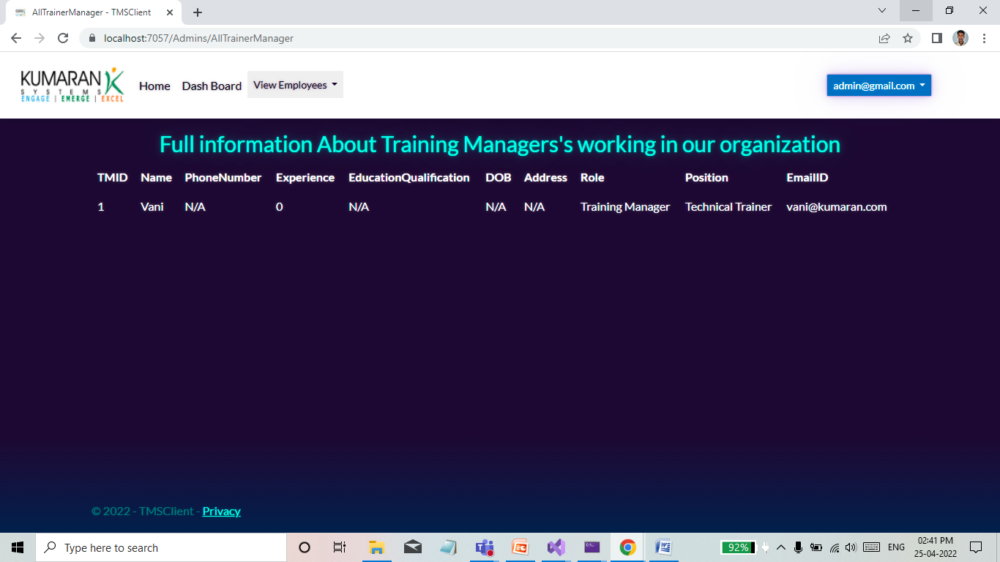 AllTrainerManager - TMSClient
localhost:7057/Admins/AllTrainerManager
KUMARAN
SYSTEMS
ENGAGE | EMERGE | EXCEL
Home Dash Board View Employees
admin@gmail.com
Full information About Training Managers's working in our organization
TMID Name PhoneNumber Experience EducationQualification DOB Address Role Position EmailID
1 Vani N/A 0 N/A N/A N/A Training Manager Technical Trainer vani@kumaran.com
© 2022 - TMSClient - Privacy
Type here to search
92%
ENG
02:41 PM
25-04-2022